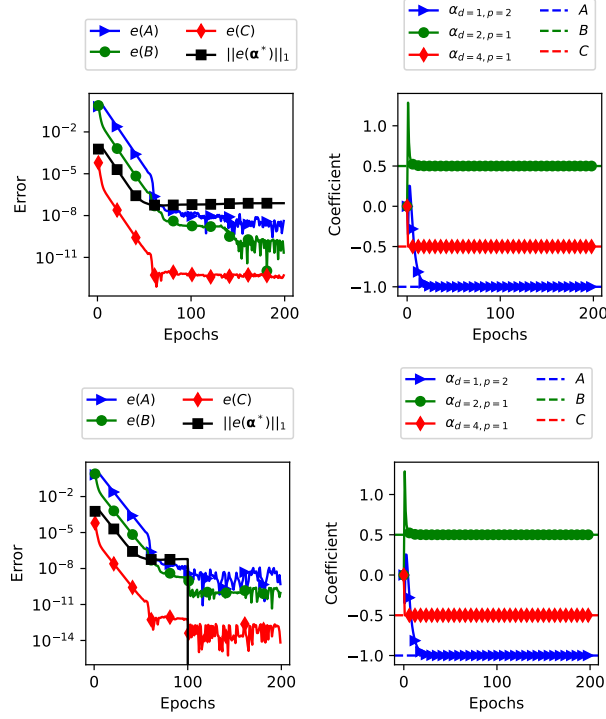 e(A) e(C)
e(B) ||e(α*)||₁
α_{d=1,p=2} A
α_{d=2,p=1} B
α_{d=4,p=1} C
Error
10⁻²
10⁻⁵
10⁻⁸
10⁻¹¹
0 100 200
Epochs
Coefficient
1.0
0.5
0.0
−0.5
−1.0
0 100 200
Epochs
e(A) e(C)
e(B) ||e(α*)||₁
α_{d=1,p=2} A
α_{d=2,p=1} B
α_{d=4,p=1} C
Error
10⁻²
10⁻⁵
10⁻⁸
10⁻¹¹
10⁻¹⁴
0 100 200
Epochs
Coefficient
1.0
0.5
0.0
−0.5
−1.0
0 100 200
Epochs